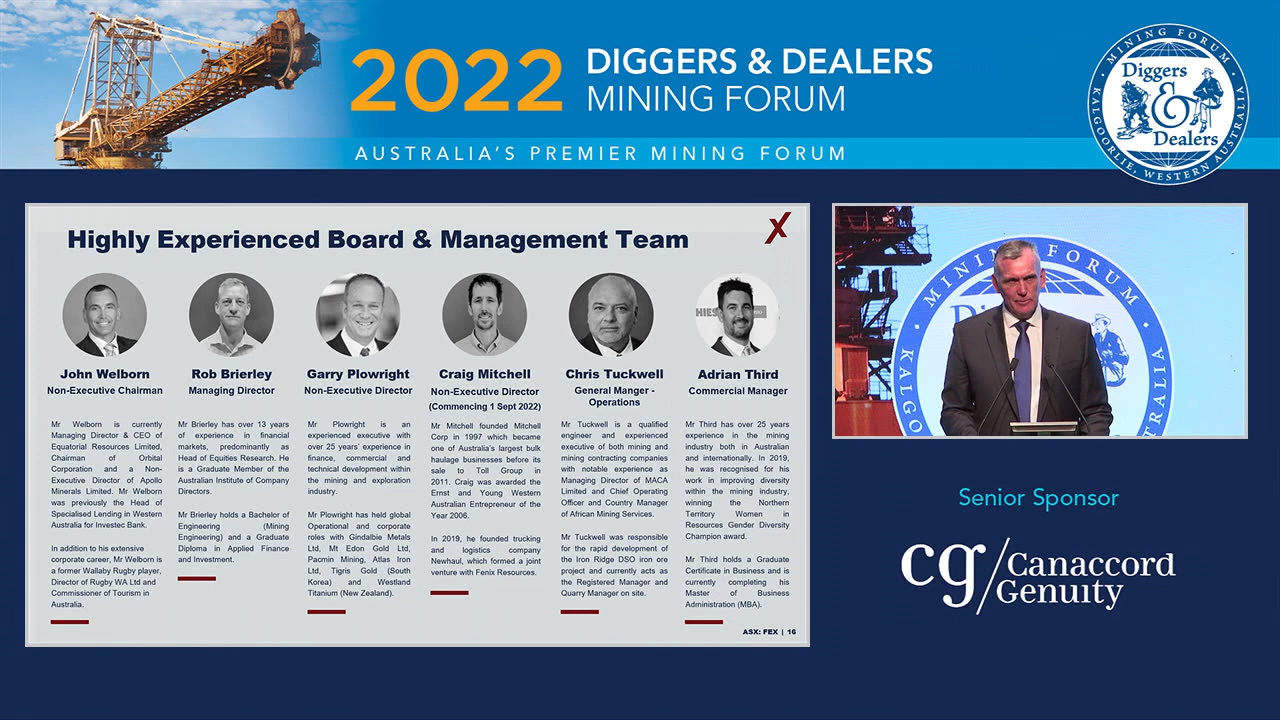 2022
DIGGERS & DEALERS
MINING FORUM
AUSTRALIA'S PREMIER MINING FORUM
MINING FORUM
Diggers
&
Dealers
KALGOORLIE, WESTERN AUSTRALIA
Highly Experienced Board & Management Team
X
John Welborn
Non-Executive Chairman
Mr Welborn is currently
Managing Director & CEO of
Equatorial Resources Limited,
Chairman of Orbital
Corporation and a Non-
Executive Director of Apollo
Minerals Limited. Mr Welborn
was previously the Head of
Specialised Lending in Western
Australia for Investec Bank.
In addition to his extensive
corporate career, Mr Welborn is
a former Wallaby Rugby player,
Director of Rugby WA Ltd and
Commissioner of Tourism in
Australia.
Rob Brierley
Managing Director
Mr Brierley has over 13 years
of experience in financial
markets, predominantly as
Head of Equities Research. He
is a Graduate Member of the
Australian Institute of Company
Directors.
Mr Brierley holds a Bachelor of
Engineering (Mining
Engineering) and a Graduate
Diploma in Applied Finance
and Investment.
Garry Plowright
Non-Executive Director
Mr Plowright is an
experienced executive with
over 25 years' experience in
finance, commercial and
technical development within
the mining and exploration
industry.
Mr Plowright has held global
Operational and corporate
roles with Gindalbie Metals
Ltd, Mt Edon Gold Ltd,
Pacmin Mining, Atlas Iron
Ltd, Tigris Gold (South
Korea) and Westland
Titanium (New Zealand).
Craig Mitchell
Non-Executive Director
(Commencing 1 Sept 2022)
Mr Mitchell founded Mitchell
Corp in 1997 which became
one of Australia's largest bulk
haulage businesses before its
sale to Toll Group in
2011. Craig was awarded the
Ernst and Young Western
Australian Entrepreneur of the
Year 2006.
In 2019, he founded trucking
and logistics company
Newhaul, which formed a joint
venture with Fenix Resources.
Chris Tuckwell
General Manger -
Operations
Mr Tuckwell is a qualified
engineer and experienced
executive of both mining and
mining contracting companies
with notable experience as
Managing Director of MACA
Limited and Chief Operating
Officer and Country Manager
of African Mining Services.
Mr Tuckwell was responsible
for the rapid development of
the Iron Ridge DSO iron ore
project and currently acts as
the Registered Manager and
Quarry Manager on site.
HIES
Adrian Third
Commercial Manager
Mr Third has over 25 years
experience in the mining
industry both in Australian
and internationally. In 2019,
he was recognised for his
work in improving diversity
within the mining industry,
winning the Northern
Territory Women in
Resources Gender Diversity
Champion award.
Mr Third holds a Graduate
Certificate in Business and is
currently completing his
Master of Business
Administration (MBA).
ASX: FEX | 16
MINING FORUM
KALGO
RALIA
Senior Sponsor
cg/Canaccord
Genuity